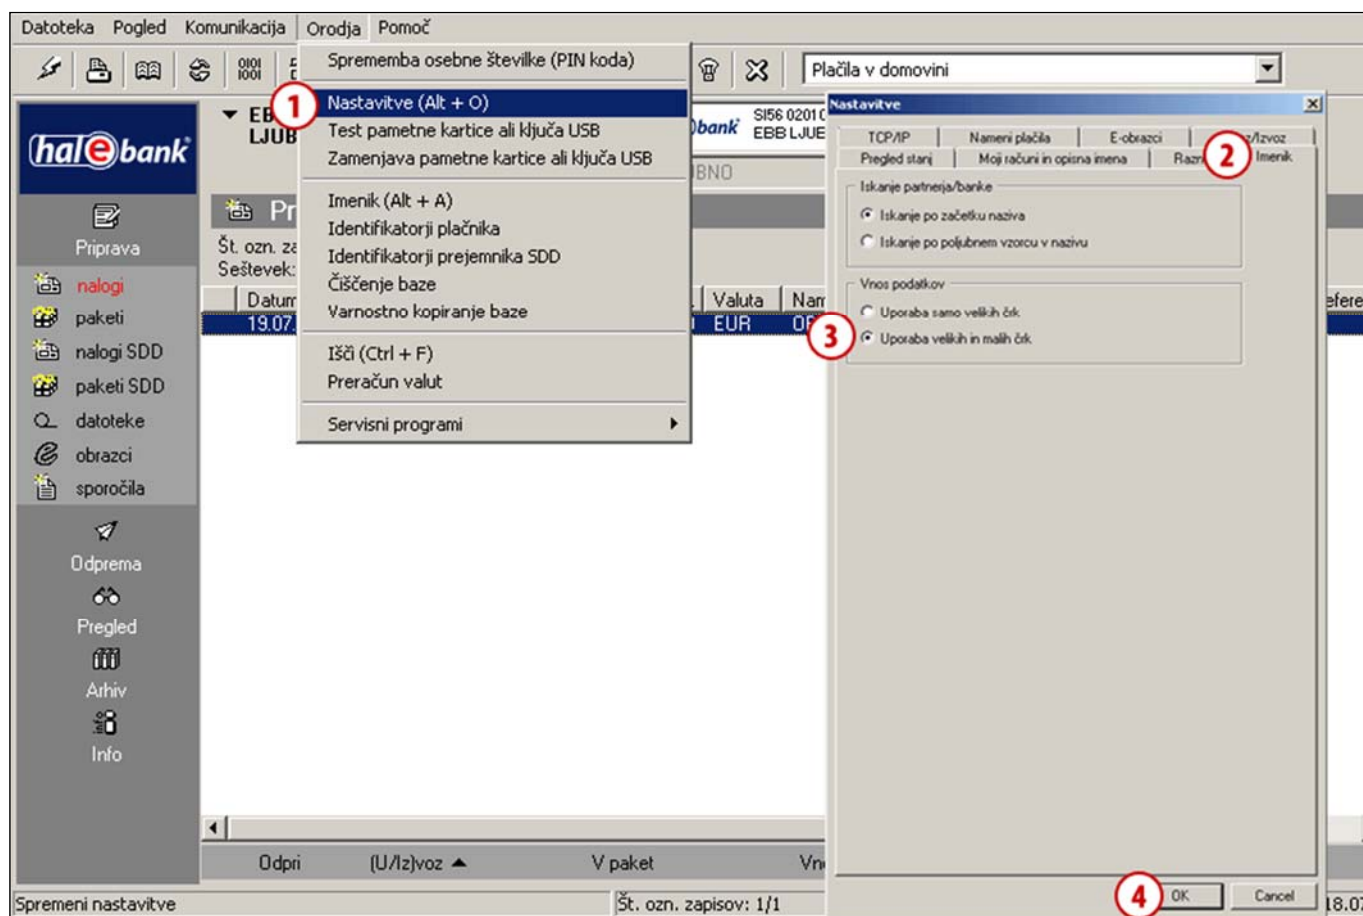 Datoteka Pogled Komunikacija Orodja Pomoč
Plačila v domovini
Sprememba osebne številke (PIN koda)
1
Nastavitve (Alt + O)
Test pametne kartice ali ključa USB
Zamenjava pametne kartice ali ključa USB
Imenik (Alt + A)
Identifikatorji plačnika
Identifikatorji prejemnika SDD
Čiščenje baze
Varnostno kopiranje baze
Išči (Ctrl + F)
Preračun valut
Servisni programi
halebank
Priprava
nalogi
paketi
nalogi SDD
paketi SDD
datoteke
obrazci
sporočila
Odprema
Pregled
Arhiv
Info
Št. ozn.
Seštevek:
Valuta
19.07.
EUR
Nastavitve
TCP/IP Nameni plačila E-obrazci
Pregled stanj Moji računi in opisna imena 2 Imenik
Iskanje partnerja/banke
Iskanje po začetku naziva
Iskanje po poljubnem vzorcu v nazivu
Vnos podatkov
Uporaba samo velikih črk
3 Uporaba velikih in malih črk
4 OK Cancel
Odpri (U/Iz)voz V paket
Spremeni nastavitve Št. ozn. zapisov: 1/1